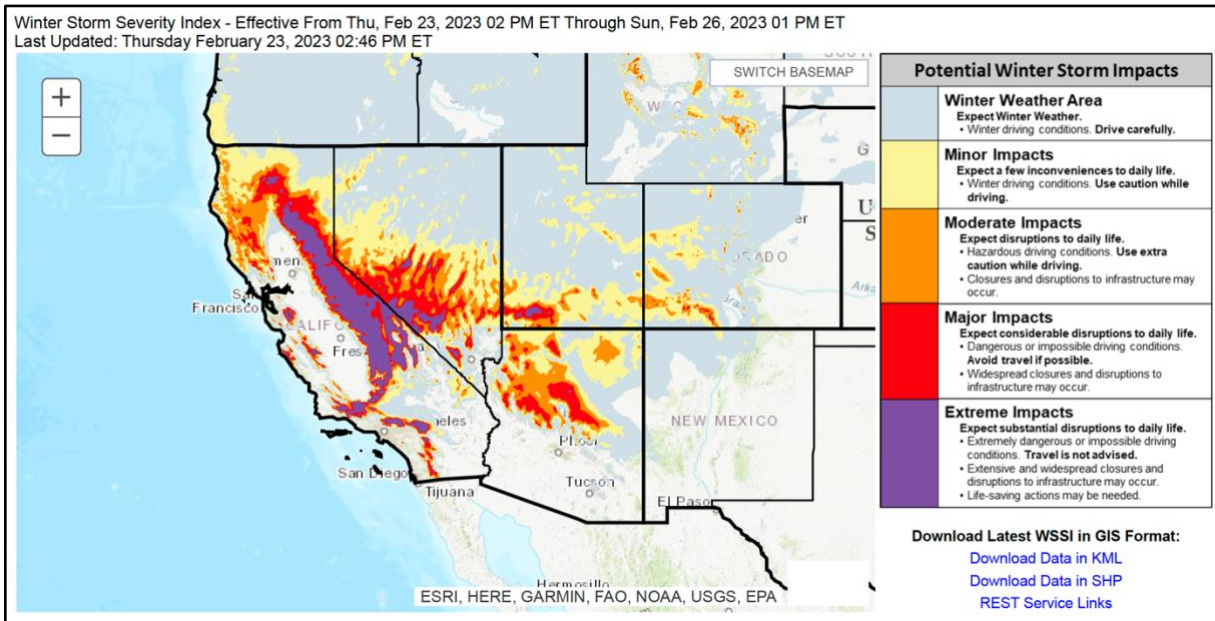 Winter Storm Severity Index - Effective From Thu, Feb 23, 2023 02 PM ET Through Sun, Feb 26, 2023 01 PM ET
Last Updated: Thursday February 23, 2023 02:46 PM ET
+
−
SWITCH BASEMAP
Francisco
Fres
eles
San Diego
Tijuana
Tucson
NEW MEXICO
El Paso
Hermosillo
ESRI, HERE, GARMIN, FAO, NOAA, USGS, EPA
Potential Winter Storm Impacts
Winter Weather Area
Expect Winter Weather.
• Winter driving conditions. Drive carefully.
Minor Impacts
Expect a few inconveniences to daily life.
• Winter driving conditions. Use caution while
driving.
Moderate Impacts
Expect disruptions to daily life.
• Hazardous driving conditions. Use extra
caution while driving.
• Closures and disruptions to infrastructure may
occur.
Major Impacts
Expect considerable disruptions to daily life.
• Dangerous or impossible driving conditions.
Avoid travel if possible.
• Widespread closures and disruptions to
infrastructure may occur.
Extreme Impacts
Expect substantial disruptions to daily life.
• Extremely dangerous or impossible driving
conditions. Travel is not advised.
• Extensive and widespread closures and
disruptions to infrastructure may occur.
• Life-saving actions may be needed.
Download Latest WSSI in GIS Format:
Download Data in KML
Download Data in SHP
REST Service Links